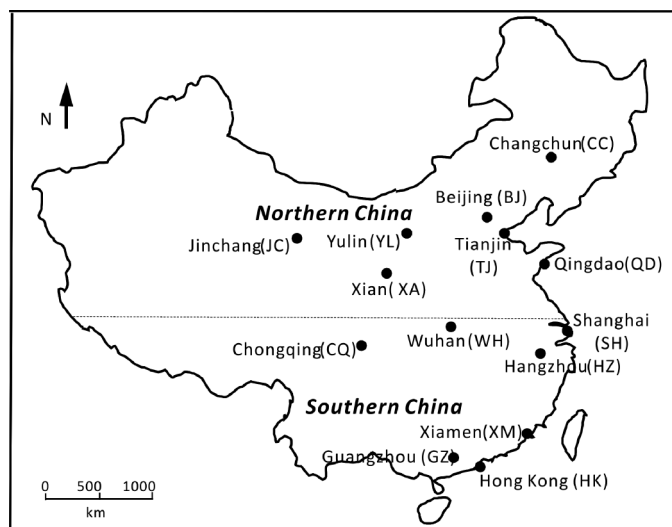 N
Changchun(CC)
Beijing (BJ)
Northern China
Jinchang(JC)
Yulin(YL)
Tianjin
(TJ)
Qingdao(QD)
Xian( XA)
Shanghai
(SH)
Wuhan(WH)
Chongqing(CQ)
Hangzhou(HZ)
Southern China
Xiamen(XM)
Guangzhou (GZ)
Hong Kong (HK)
0 500 1000
km